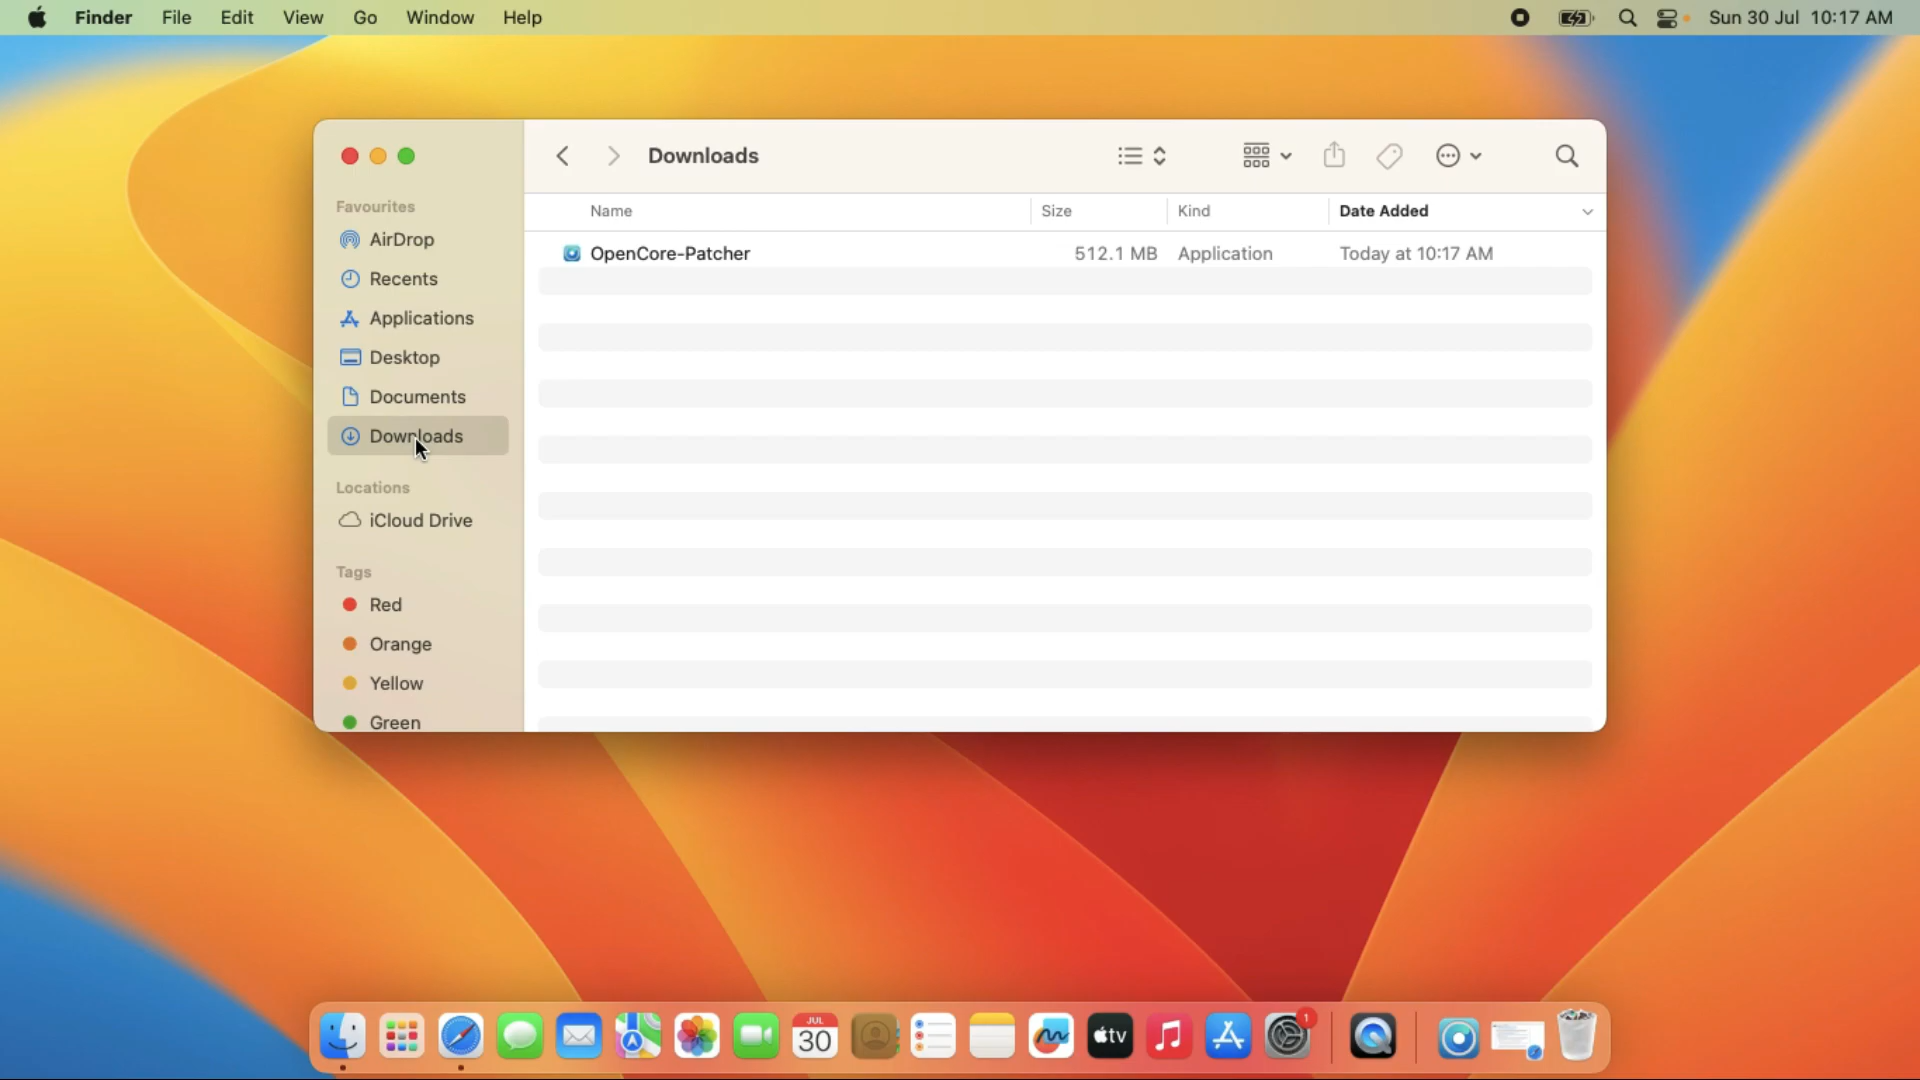 Finder File Edit View Go Window Help Sun 30 Jul 10:17 AM
Downloads
Favourites
AirDrop
Recents
Applications
Desktop
Documents
Downloads
Locations
iCloud Drive
Tags
Red
Orange
Yellow
Green
Name Size Kind Date Added
OpenCore-Patcher 512.1 MB Application Today at 10:17 AM
JUL
30
tv
1